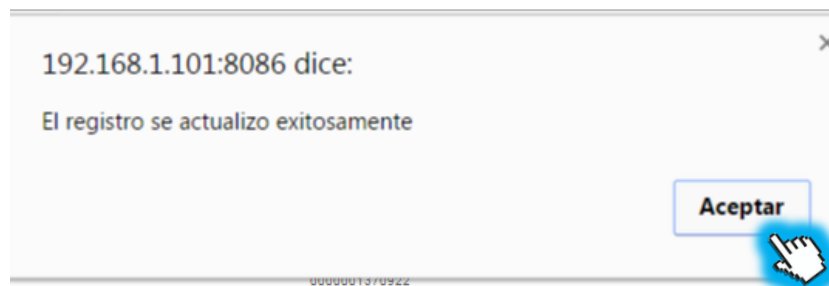 192.168.1.101:8086 dice:
El registro se actualizo exitosamente
Aceptar